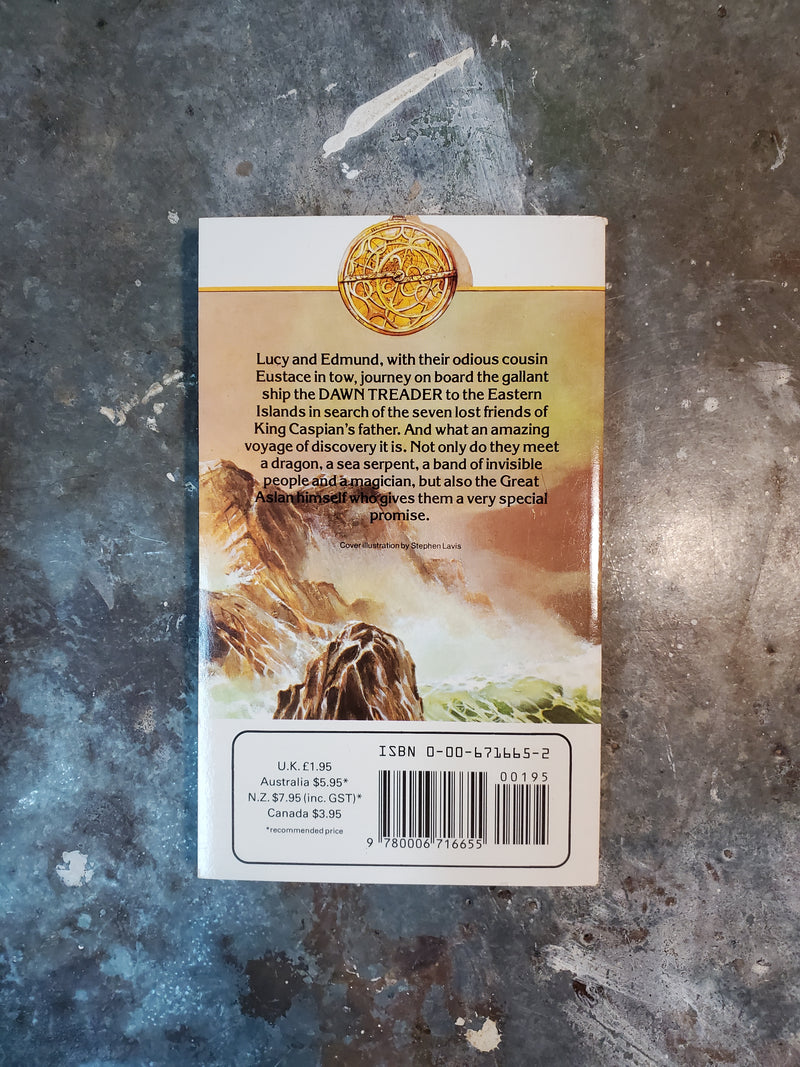 Lucy and Edmund, with their odious cousin
Eustace in tow, journey on board the gallant
ship the DAWN TREADER to the Eastern
Islands in search of the seven lost friends of
King Caspian's father. And what an amazing
voyage of discovery it is. Not only do they meet
a dragon, a sea serpent, a band of invisible
people and a magician, but also the Great
Aslan himself who gives them a very special
promise.
Cover illustration by Stephen Lavis
U.K. £1.95
Australia $5.95*
N.Z. $7.95 (inc. GST)*
Canada $3.95
*recommended price
ISBN 0-00-671665-2
00195
9 780006 716655